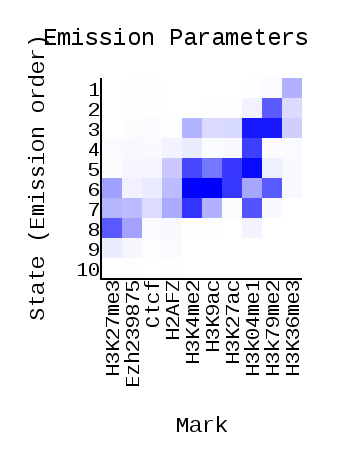 Emission Parameters
State (Emission order)
1
2
3
4
5
6
7
8
9
10
H3K27me3
Ezh239875
Ctcf
H2AFZ
H3K4me2
H3K9ac
H3K27ac
H3k04me1
H3k79me2
H3K36me3
Mark